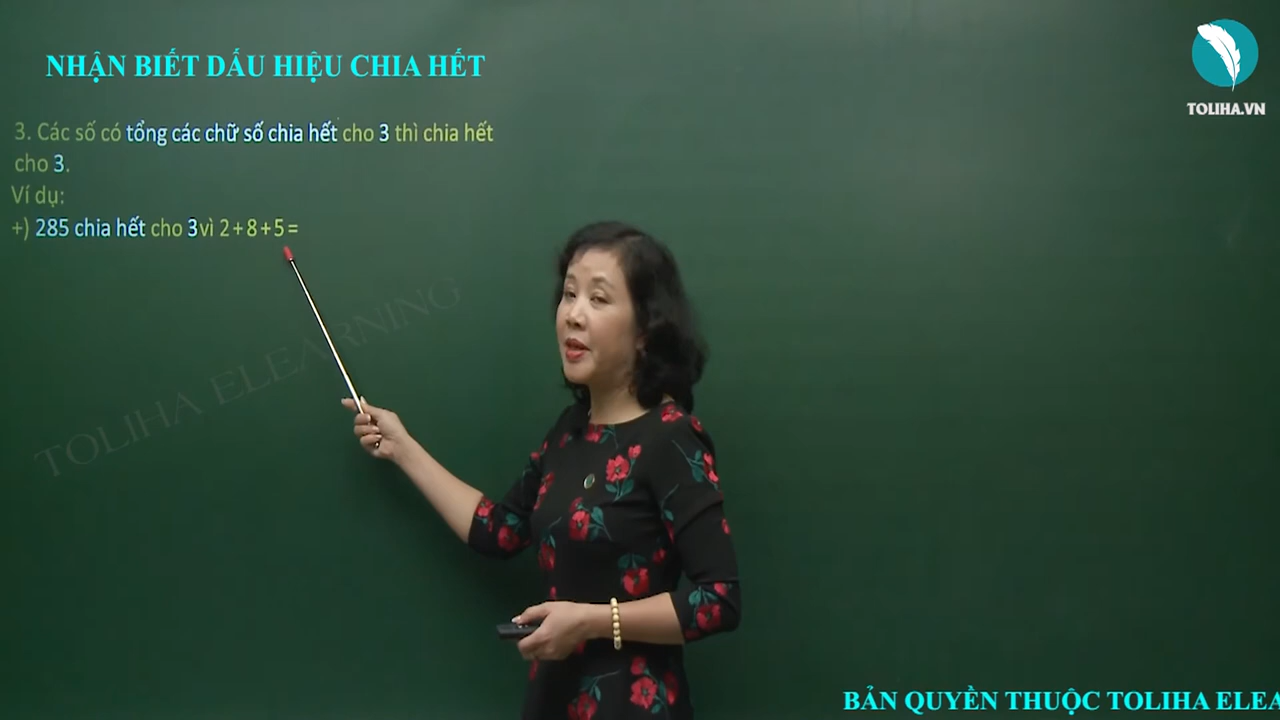 NHẬN BIẾT DẤU HIỆU CHIA HẾT
TOLIHA.VN
3. Các số có tổng các chữ số chia hết cho 3 thì chia hết
cho 3.
Ví dụ:
+) 285 chia hết cho 3vì 2+8+5=
TOLIHA ELEARNING
BẢN QUYỀN THUỘC TOLIHA ELEA